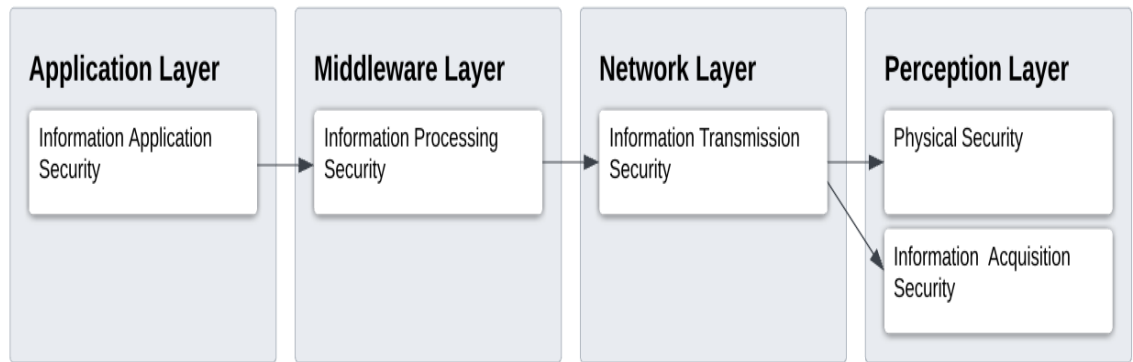 Application Layer
Information Application
Security
Middleware Layer
Information Processing
Security
Network Layer
Information Transmission
Security
Perception Layer
Physical Security
Information Acquisition
Security